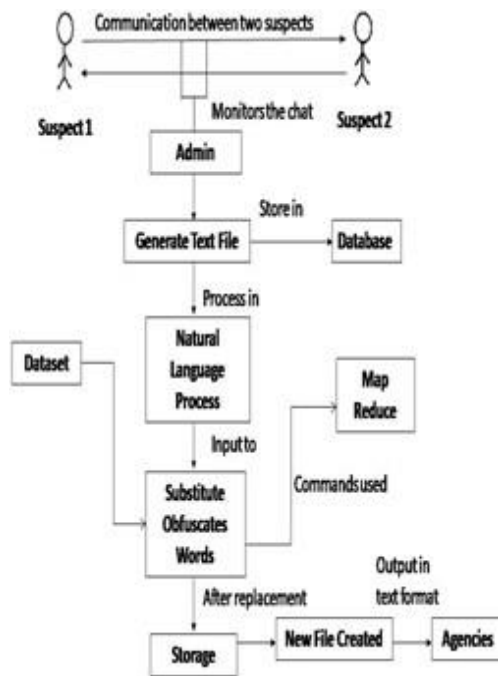 Communication between two suspects
Suspect 1
Suspect 2
Monitors the chat
Admin
Store in
Generate Text File
Database
Process in
Natural
Language
Process
Dataset
Map
Reduce
Input to
Commands used
Substitute
Obfuscates
Words
After replacement
Output in
text format
Storage
New File Created
Agencies